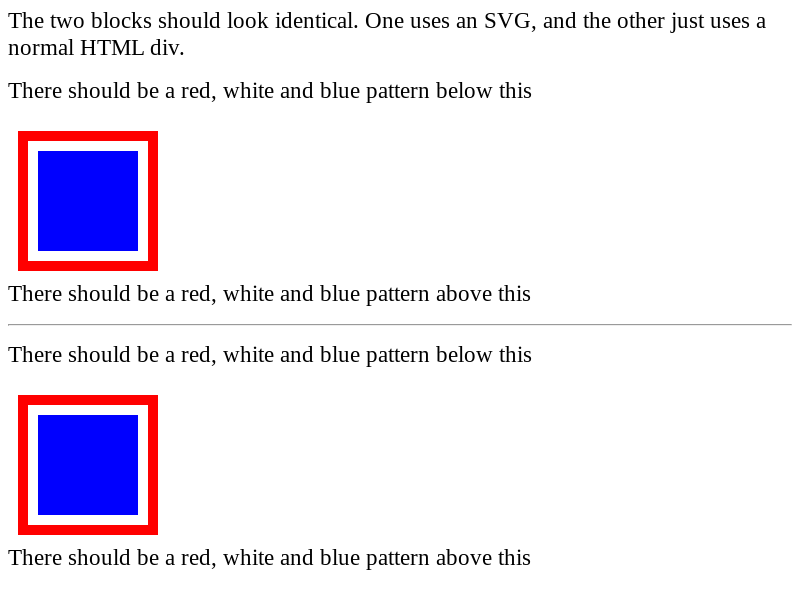 The two blocks should look identical. One uses an SVG, and the other just uses a
normal HTML div.
There should be a red, white and blue pattern below this
There should be a red, white and blue pattern above this
There should be a red, white and blue pattern below this
There should be a red, white and blue pattern above this